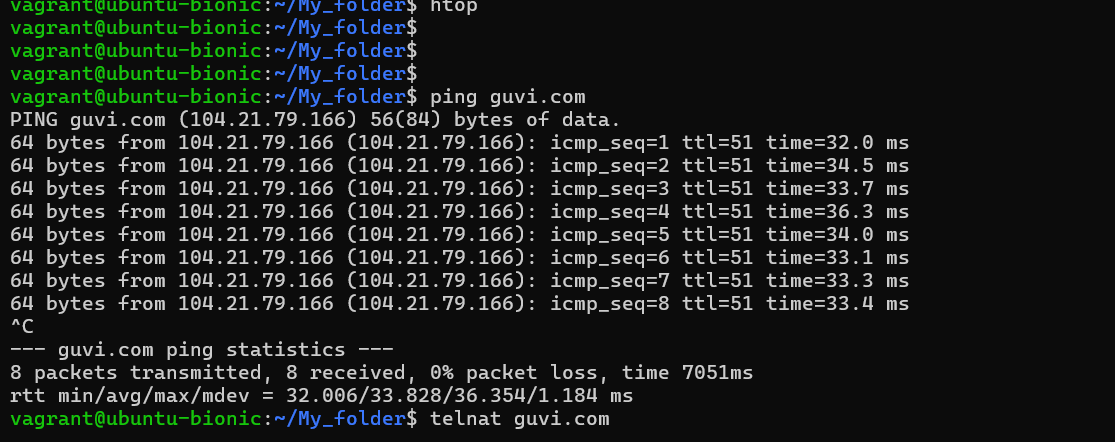 vagrant@ubuntu-bionic:~/My_folder$ htop
vagrant@ubuntu-bionic:~/My_folder$
vagrant@ubuntu-bionic:~/My_folder$
vagrant@ubuntu-bionic:~/My_folder$
vagrant@ubuntu-bionic:~/My_folder$ ping guvi.com
PING guvi.com (104.21.79.166) 56(84) bytes of data.
64 bytes from 104.21.79.166 (104.21.79.166): icmp_seq=1 ttl=51 time=32.0 ms
64 bytes from 104.21.79.166 (104.21.79.166): icmp_seq=2 ttl=51 time=34.5 ms
64 bytes from 104.21.79.166 (104.21.79.166): icmp_seq=3 ttl=51 time=33.7 ms
64 bytes from 104.21.79.166 (104.21.79.166): icmp_seq=4 ttl=51 time=36.3 ms
64 bytes from 104.21.79.166 (104.21.79.166): icmp_seq=5 ttl=51 time=34.0 ms
64 bytes from 104.21.79.166 (104.21.79.166): icmp_seq=6 ttl=51 time=33.1 ms
64 bytes from 104.21.79.166 (104.21.79.166): icmp_seq=7 ttl=51 time=33.3 ms
64 bytes from 104.21.79.166 (104.21.79.166): icmp_seq=8 ttl=51 time=33.4 ms
^C
--- guvi.com ping statistics ---
8 packets transmitted, 8 received, 0% packet loss, time 7051ms
rtt min/avg/max/mdev = 32.006/33.828/36.354/1.184 ms
vagrant@ubuntu-bionic:~/My_folder$ telnat guvi.com